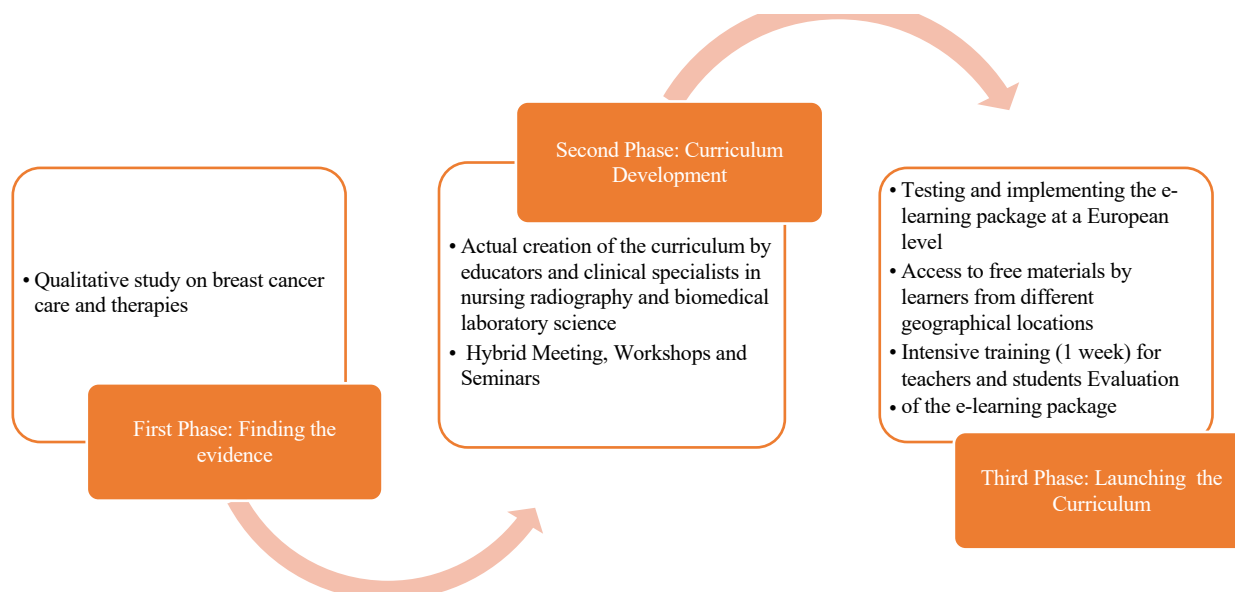 • Qualitative study on breast cancer
care and therapies
First Phase: Finding the
evidence
Second Phase: Curriculum
Development
• Actual creation of the curriculum by
educators and clinical specialists in
nursing radiography and biomedical
laboratory science
• Hybrid Meeting, Workshops and
Seminars
• Testing and implementing the e-
learning package at a European
level
• Access to free materials by
learners from different
geographical locations
• Intensive training (1 week) for
teachers and students Evaluation
• of the e-learning package
Third Phase: Launching the
Curriculum